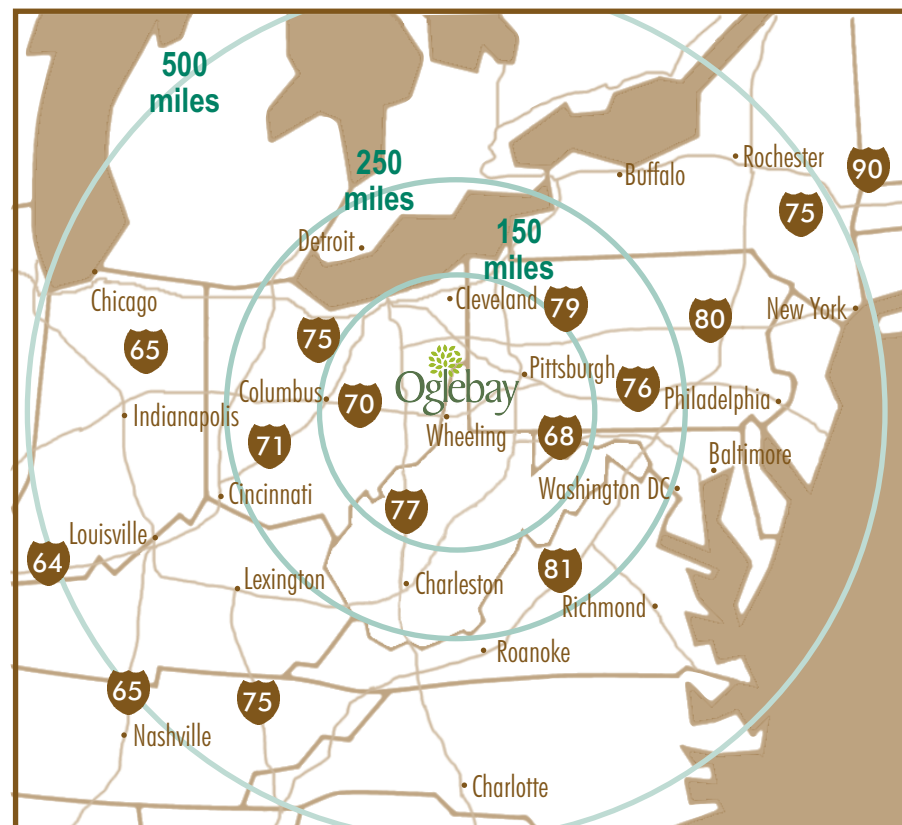 500
miles
250
miles
Rochester
90
Buffalo
75
150
miles
Detroit
Chicago
Cleveland
79
New York
80
65
75
Pittsburgh
76
Oglebay
Columbus
70
Philadelphia
Indianapolis
Wheeling
68
71
Baltimore
Cincinnati
Washington DC
77
Louisville
64
81
Lexington
Charleston
Richmond
Roanoke
65
75
Nashville
Charlotte